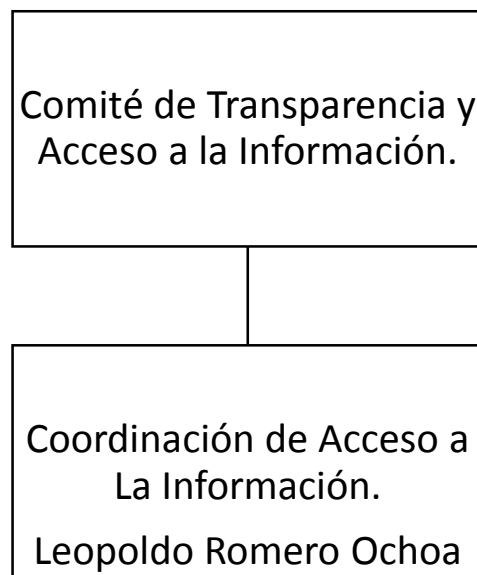 Comité de Transparencia y
Acceso a la Información.
Coordinación de Acceso a
La Información.
Leopoldo Romero Ochoa